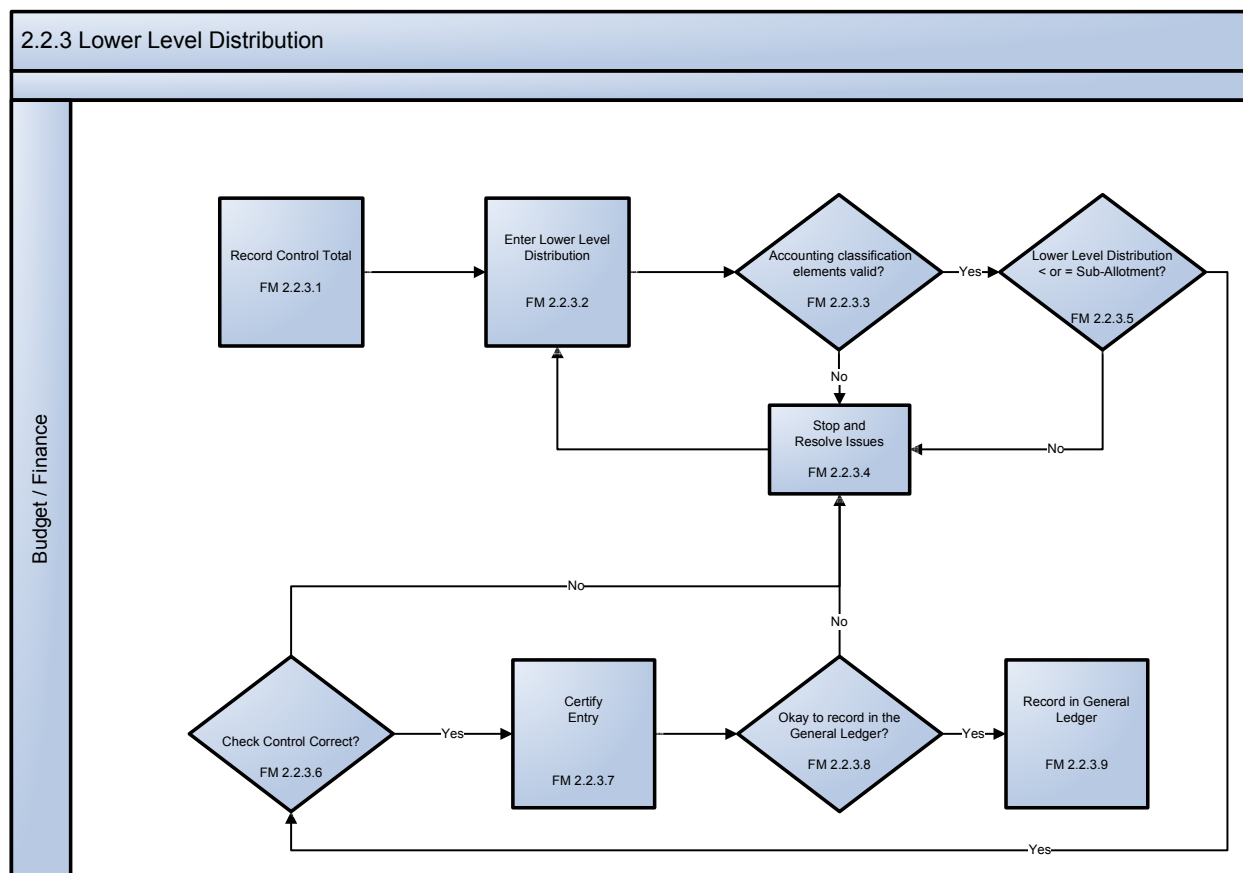 2.2.3 Lower Level Distribution
Budget / Finance
Record Control Total
FM 2.2.3.1
Enter Lower Level
Distribution
FM 2.2.3.2
Accounting classification
elements valid?
FM 2.2.3.3
Yes
Lower Level Distribution
< or = Sub-Allotment?
FM 2.2.3.5
No
Stop and
Resolve Issues
FM 2.2.3.4
No
No
No
Check Control Correct?
FM 2.2.3.6
Yes
Certify
Entry
FM 2.2.3.7
Okay to record in the
General Ledger?
FM 2.2.3.8
Yes
Record in General
Ledger
FM 2.2.3.9
Yes